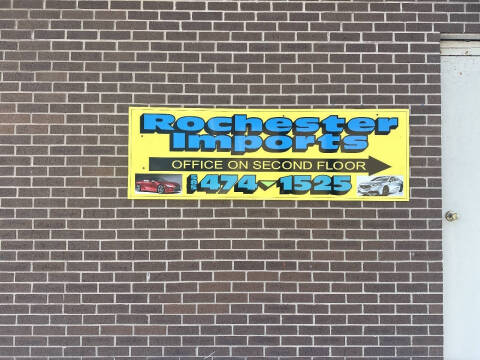 Rochester
Imports
OFFICE ON SECOND FLOOR
474-1525